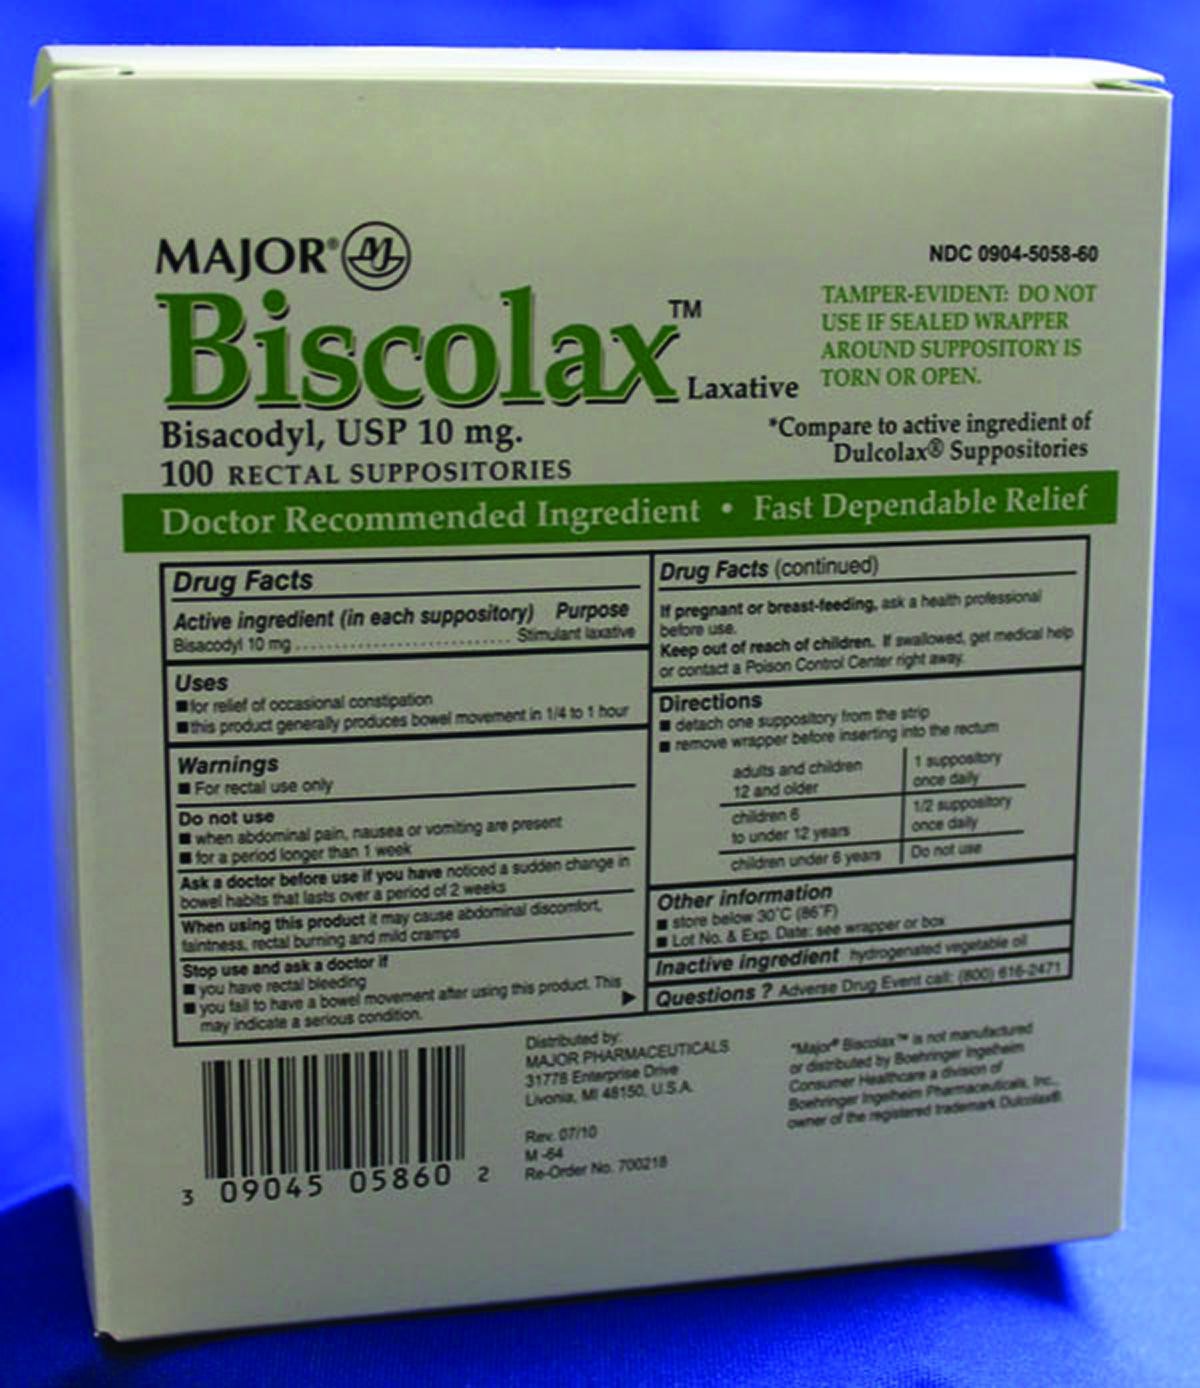 MAJOR® MJ
Biscolax™ Laxative
Bisacodyl, USP 10 mg.
100 RECTAL SUPPOSITORIES
NDC 0904-5058-60
TAMPER-EVIDENT: DO NOT
USE IF SEALED WRAPPER
AROUND SUPPOSITORY IS
TORN OR OPEN.
*Compare to active ingredient of
Dulcolax® Suppositories
Doctor Recommended Ingredient • Fast Dependable Relief
Drug Facts
Active ingredient (in each suppository) Purpose
Bisacodyl 10 mg ............................ Stimulant laxative
Uses
■ for relief of occasional constipation
■ this product generally produces bowel movement in 1/4 to 1 hour
Warnings
■ For rectal use only
Do not use
■ when abdominal pain, nausea or vomiting are present
■ for a period longer than 1 week
Ask a doctor before use if you have noticed a sudden change in
bowel habits that lasts over a period of 2 weeks
When using this product it may cause abdominal discomfort,
faintness, rectal burning and mild cramps
Stop use and ask a doctor if
■ you have rectal bleeding
■ you fail to have a bowel movement after using this product. This
may indicate a serious condition.
Drug Facts (continued)
If pregnant or breast-feeding, ask a health professional
before use.
Keep out of reach of children. If swallowed, get medical help
or contact a Poison Control Center right away.
Directions
■ detach one suppository from the strip
■ remove wrapper before inserting into the rectum
adults and children 1 suppository
12 and older once daily
children 6 1/2 suppository
to under 12 years once daily
children under 6 years Do not use
Other information
■ store below 30°C (86°F)
■ Lot No. & Exp. Date: see wrapper or box
Inactive ingredient hydrogenated vegetable oil
Questions ? Adverse Drug Event call: (800) 616-2471
3 09045 05860 2
Distributed by:
MAJOR PHARMACEUTICALS
31778 Enterprise Drive
Livonia, MI 48150, U.S.A.
Rev. 07/10
M -64
Re-Order No. 700218
*Major® Biscolax™ is not manufactured
or distributed by Boehringer Ingelheim
Consumer Healthcare a division of
Boehringer Ingelheim Pharmaceuticals, Inc.,
owner of the registered trademark Dulcolax®.